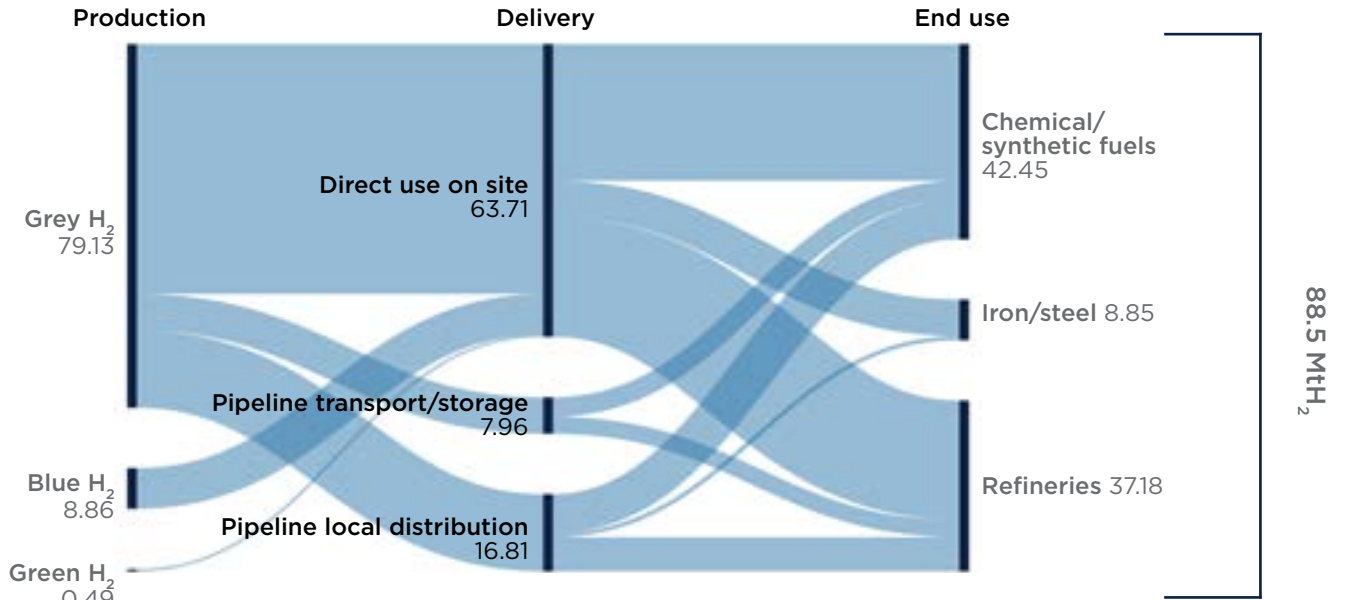 Production
Delivery
End use
Grey H₂
79.13
Blue H₂
8.86
Green H₂
0.49
Direct use on site
63.71
Pipeline transport/storage
7.96
Pipeline local distribution
16.81
Chemical/
synthetic fuels
42.45
Iron/steel 8.85
Refineries 37.18
88.5 MtH₂